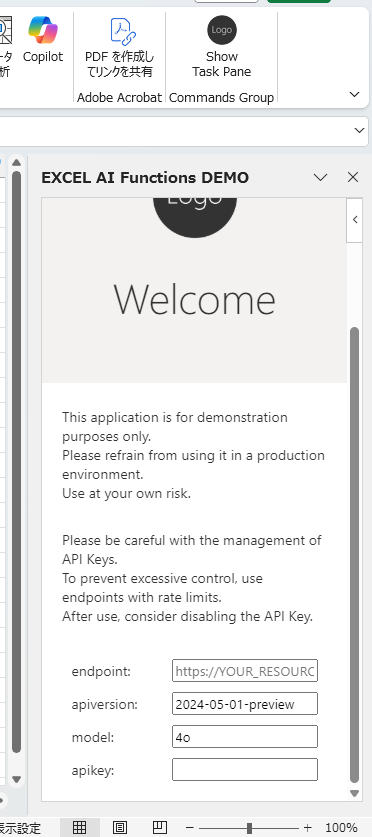 ータ
析
Copilot
PDF を作成し
てリンクを共有
Logo
Show
Task Pane
Adobe Acrobat
Commands Group
EXCEL AI Functions DEMO
Logo
Welcome
This application is for demonstration
purposes only.
Please refrain from using it in a production
environment.
Use at your own risk.
Please be careful with the management of
API Keys.
To prevent excessive control, use
endpoints with rate limits.
After use, consider disabling the API Key.
endpoint: https://YOUR_RESOURC
apiversion: 2024-05-01-preview
model: 4o
apikey:
表示設定
100%